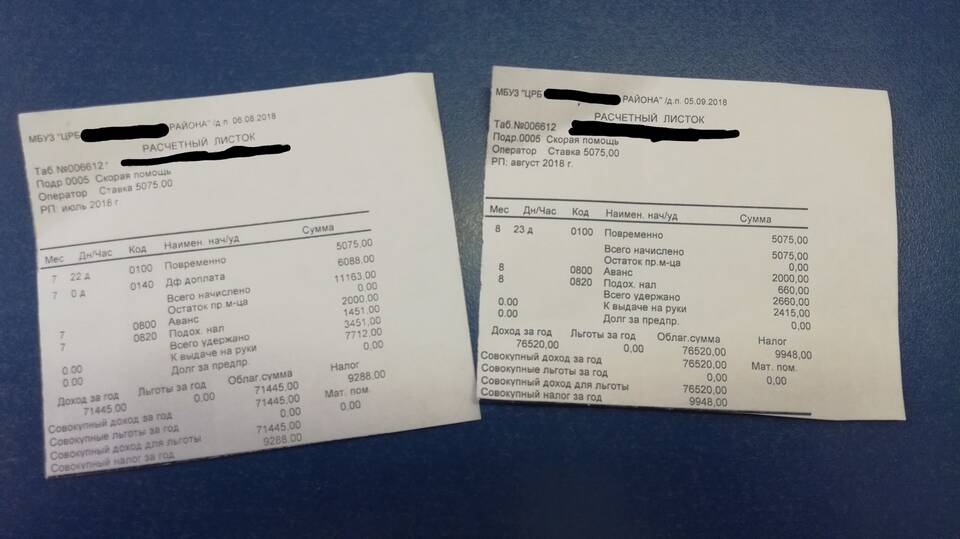 МБУЗ "ЦРБ РАЙОНА" /д.п. 06.08.2018
РАСЧЕТНЫЙ ЛИСТОК
Таб.№006612
Подр.0005 Скорая помощь
Оператор Ставка 5075,00
РП: июль 2018 г.
Мес Дн/Час Код Наимен. нач/уд Сумма
7 22 д 0100 Повременно 5075,00
7 0 д 0140 Дф доплата 6088,00
Всего начислено 11163,00
Остаток пр.м-ца 0,00
7 0800 Аванс 2000,00
7 0820 Подох. нал 1451,00
Всего удержано 3451,00
0.00 К выдаче на руки 7712,00
0.00 Долг за предпр. 0,00
Доход за год Льготы за год Облаг.сумма Налог
71445,00 0,00 71445,00 9288,00
Совокупный доход за год 71445,00 Мат. пом.
Совокупные льготы за год 0,00 0,00
Совокупный доход для льготы 71445,00
Совокупный налог за год 9288,00
МБУЗ "ЦРБ РАЙОНА" /д.п. 05.09.2018
РАСЧЕТНЫЙ ЛИСТОК
Таб.№006612
Подр.0005 Скорая помощь
Оператор Ставка 5075,00
РП: август 2018 г.
Мес Дн/Час Код Наимен. нач/уд Сумма
8 23 д 0100 Повременно 5075,00
Всего начислено 5075,00
Остаток пр.м-ца 0,00
8 0800 Аванс 2000,00
8 0820 Подох. нал 660,00
Всего удержано 2660,00
0.00 К выдаче на руки 2415,00
0.00 Долг за предпр. 0,00
Доход за год Льготы за год Облаг.сумма Налог
76520,00 0,00 76520,00 9948,00
Совокупный доход за год 76520,00 Мат. пом.
Совокупные льготы за год 0,00 0,00
Совокупный доход для льготы 76520,00
Совокупный налог за год 9948,00